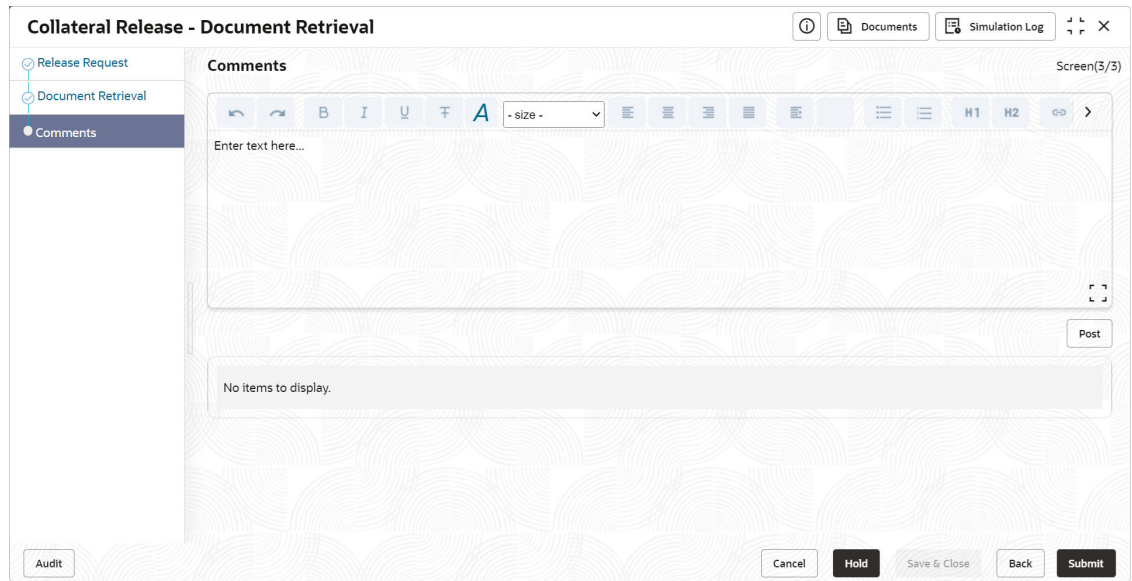 Collateral Release - Document Retrieval
Documents
Simulation Log
Release Request
Document Retrieval
Comments
Comments
Screen(3/3)
B I U T A - size - H1 H2
Enter text here...
Post
No items to display.
Audit
Cancel Hold Save & Close Back Submit